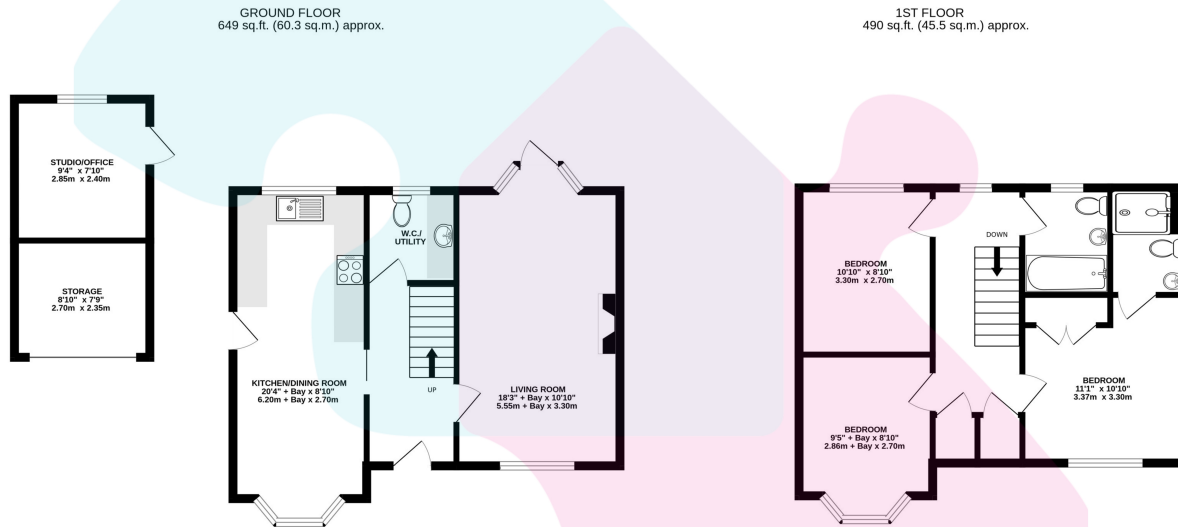 GROUND FLOOR
649 sq.ft. (60.3 sq.m.) approx.
1ST FLOOR
490 sq.ft. (45.5 sq.m.) approx.
STUDIO/OFFICE
9'4" x 7'10"
2.85m x 2.40m
STORAGE
8'10" x 7'9"
2.70m x 2.35m
W.C./
UTILITY
KITCHEN/DINING ROOM
20'4" + Bay x 8'10"
6.20m + Bay x 2.70m
UP
LIVING ROOM
18'3" + Bay x 10'10"
5.55m + Bay x 3.30m
BEDROOM
10'10" x 8'10"
3.30m x 2.70m
DOWN
BEDROOM
11'1" x 10'10"
3.37m x 3.30m
BEDROOM
9'5" + Bay x 8'10"
2.86m + Bay x 2.70m